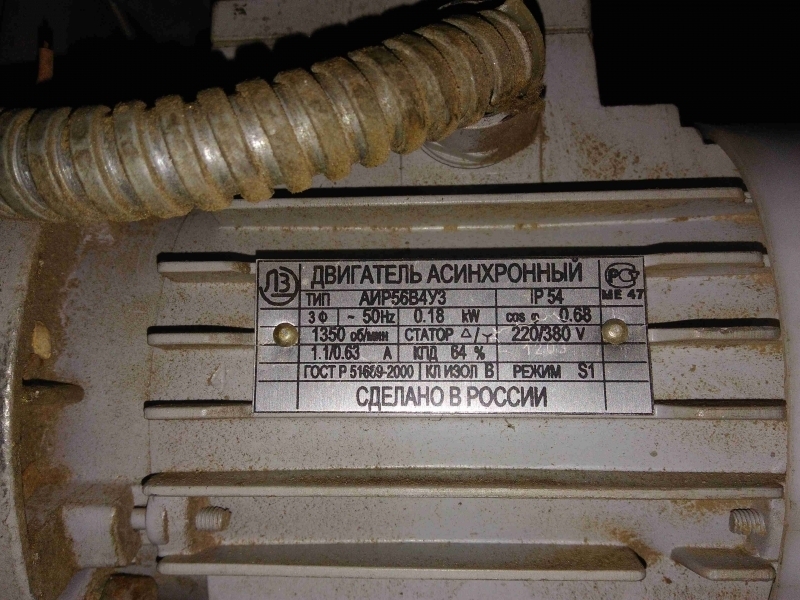 ЛЗ ДВИГАТЕЛЬ АСИНХРОННЫЙ РСТ
ТИП АИР56В4У3 IP 54 МЕ 47
3 Ф ~ 50Hz 0.18 kW cos φ 0.68
1350 об/мин СТАТОР △/Y 220/380 V
1.1/0.63 А КПД 64 %
ГОСТ Р 51689-2000 КЛ ИЗОЛ В РЕЖИМ S1
СДЕЛАНО В РОССИИ